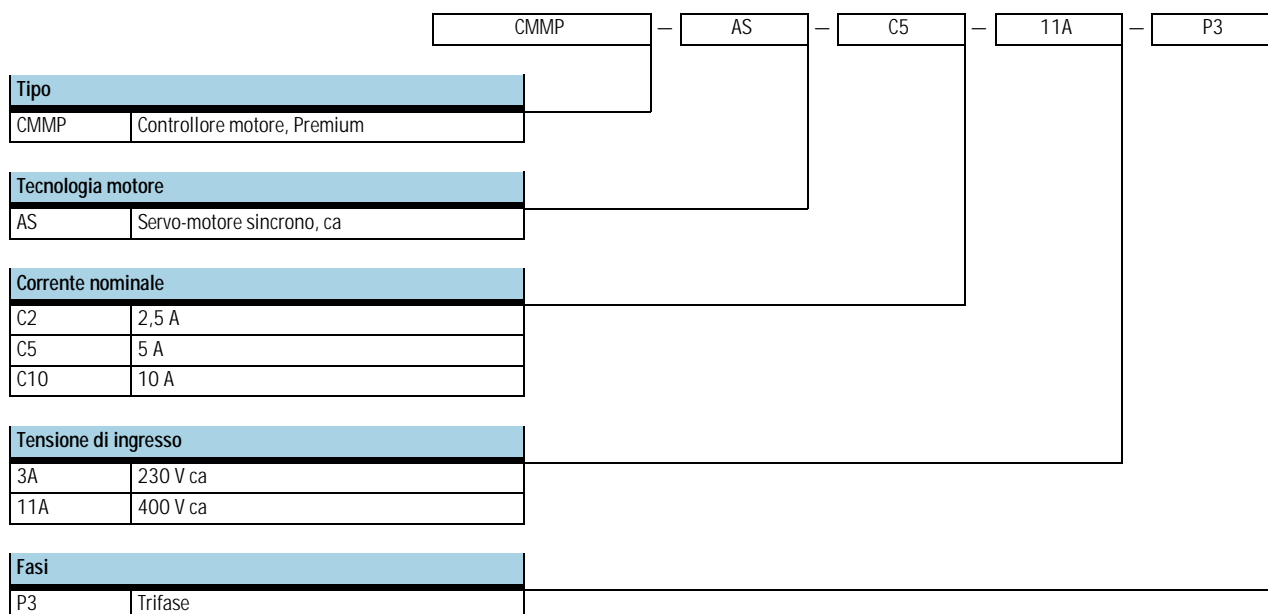 CMMP — AS — C5 — 11A — P3
Tipo
CMMP Controllore motore, Premium
Tecnologia motore
AS Servo-motore sincrono, ca
Corrente nominale
C2 2,5 A
C5 5 A
C10 10 A
Tensione di ingresso
3A 230 V ca
11A 400 V ca
Fasi
P3 Trifase